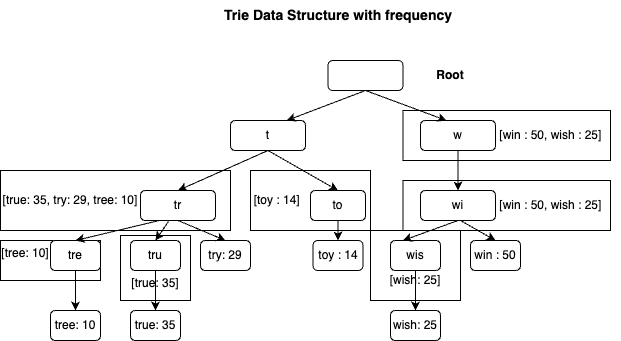 Trie Data Structure with frequency
Root
t
w
[win : 50, wish : 25]
[true: 35, try: 29, tree: 10]
tr
[toy : 14]
to
wi
[win : 50, wish : 25]
[tree: 10]
tre
tru
try: 29
toy : 14
wis
win : 50
[true: 35]
[wish: 25]
tree: 10
true: 35
wish: 25